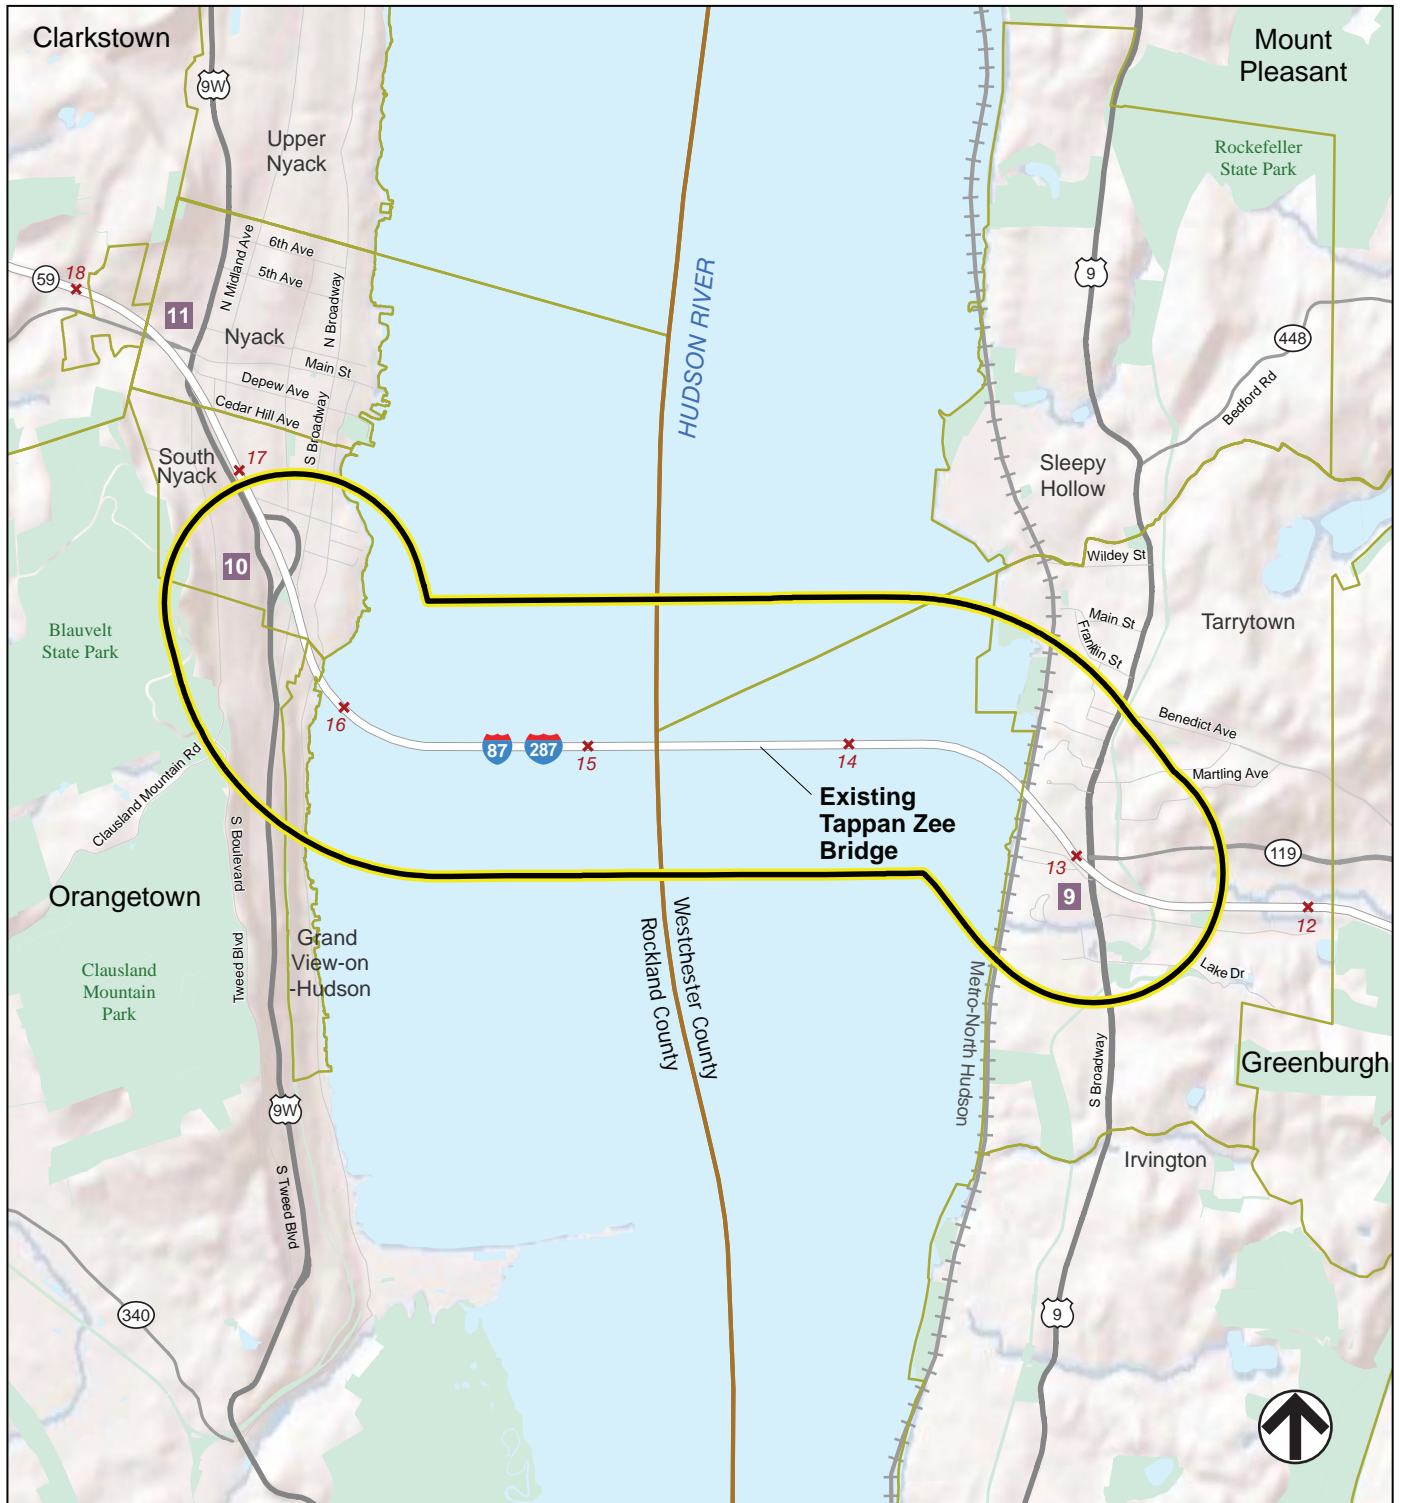 Clarkstown
Mount
Pleasant
9W
Upper
Nyack
Rockefeller
State Park
6th Ave
5th Ave
N Midland Ave
N Broadway
59
18
11
9
HUDSON RIVER
Nyack
Main St
448
Depew Ave
Bedford Rd
Cedar Hill Ave
S Broadway
South
Nyack
17
Sleepy
Hollow
10
Wildey St
Main St
Franklin St
Tarrytown
Blauvelt
State Park
16
Benedict Ave
87
287
15
14
Clausland Mountain Rd
Martling Ave
Existing
Tappan Zee
Bridge
S Boulevard
119
13
9
12
Orangetown
Westchester County
Rockland County
Grand
View-on
-Hudson
Tweed Blvd
Clausland
Mountain
Park
Lake Dr
Metro-North Hudson
S Broadway
Greenburgh
9W
Irvington
S Tweed Blvd
340
9